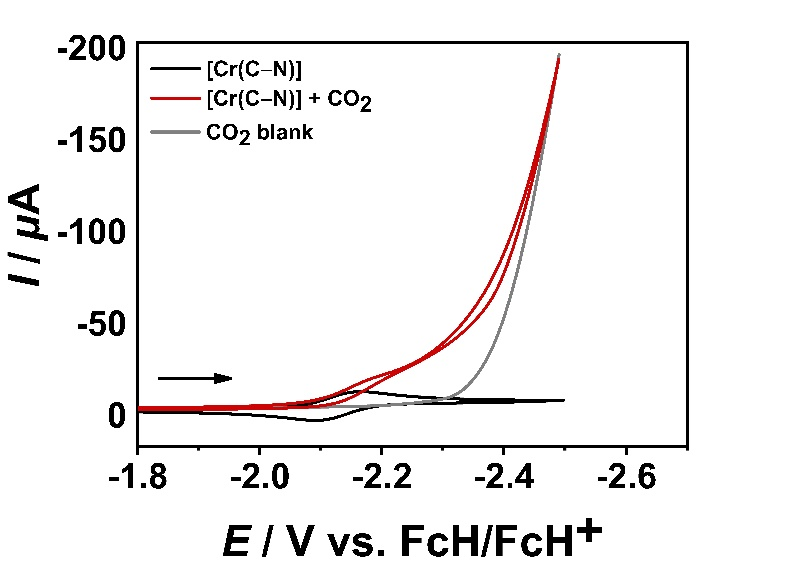 -200
-150
-100
-50
0
I / µA
[Cr(C–N)]
[Cr(C–N)] + CO2
CO2 blank
-1.8 -2.0 -2.2 -2.4 -2.6
E / V vs. FcH/FcH+